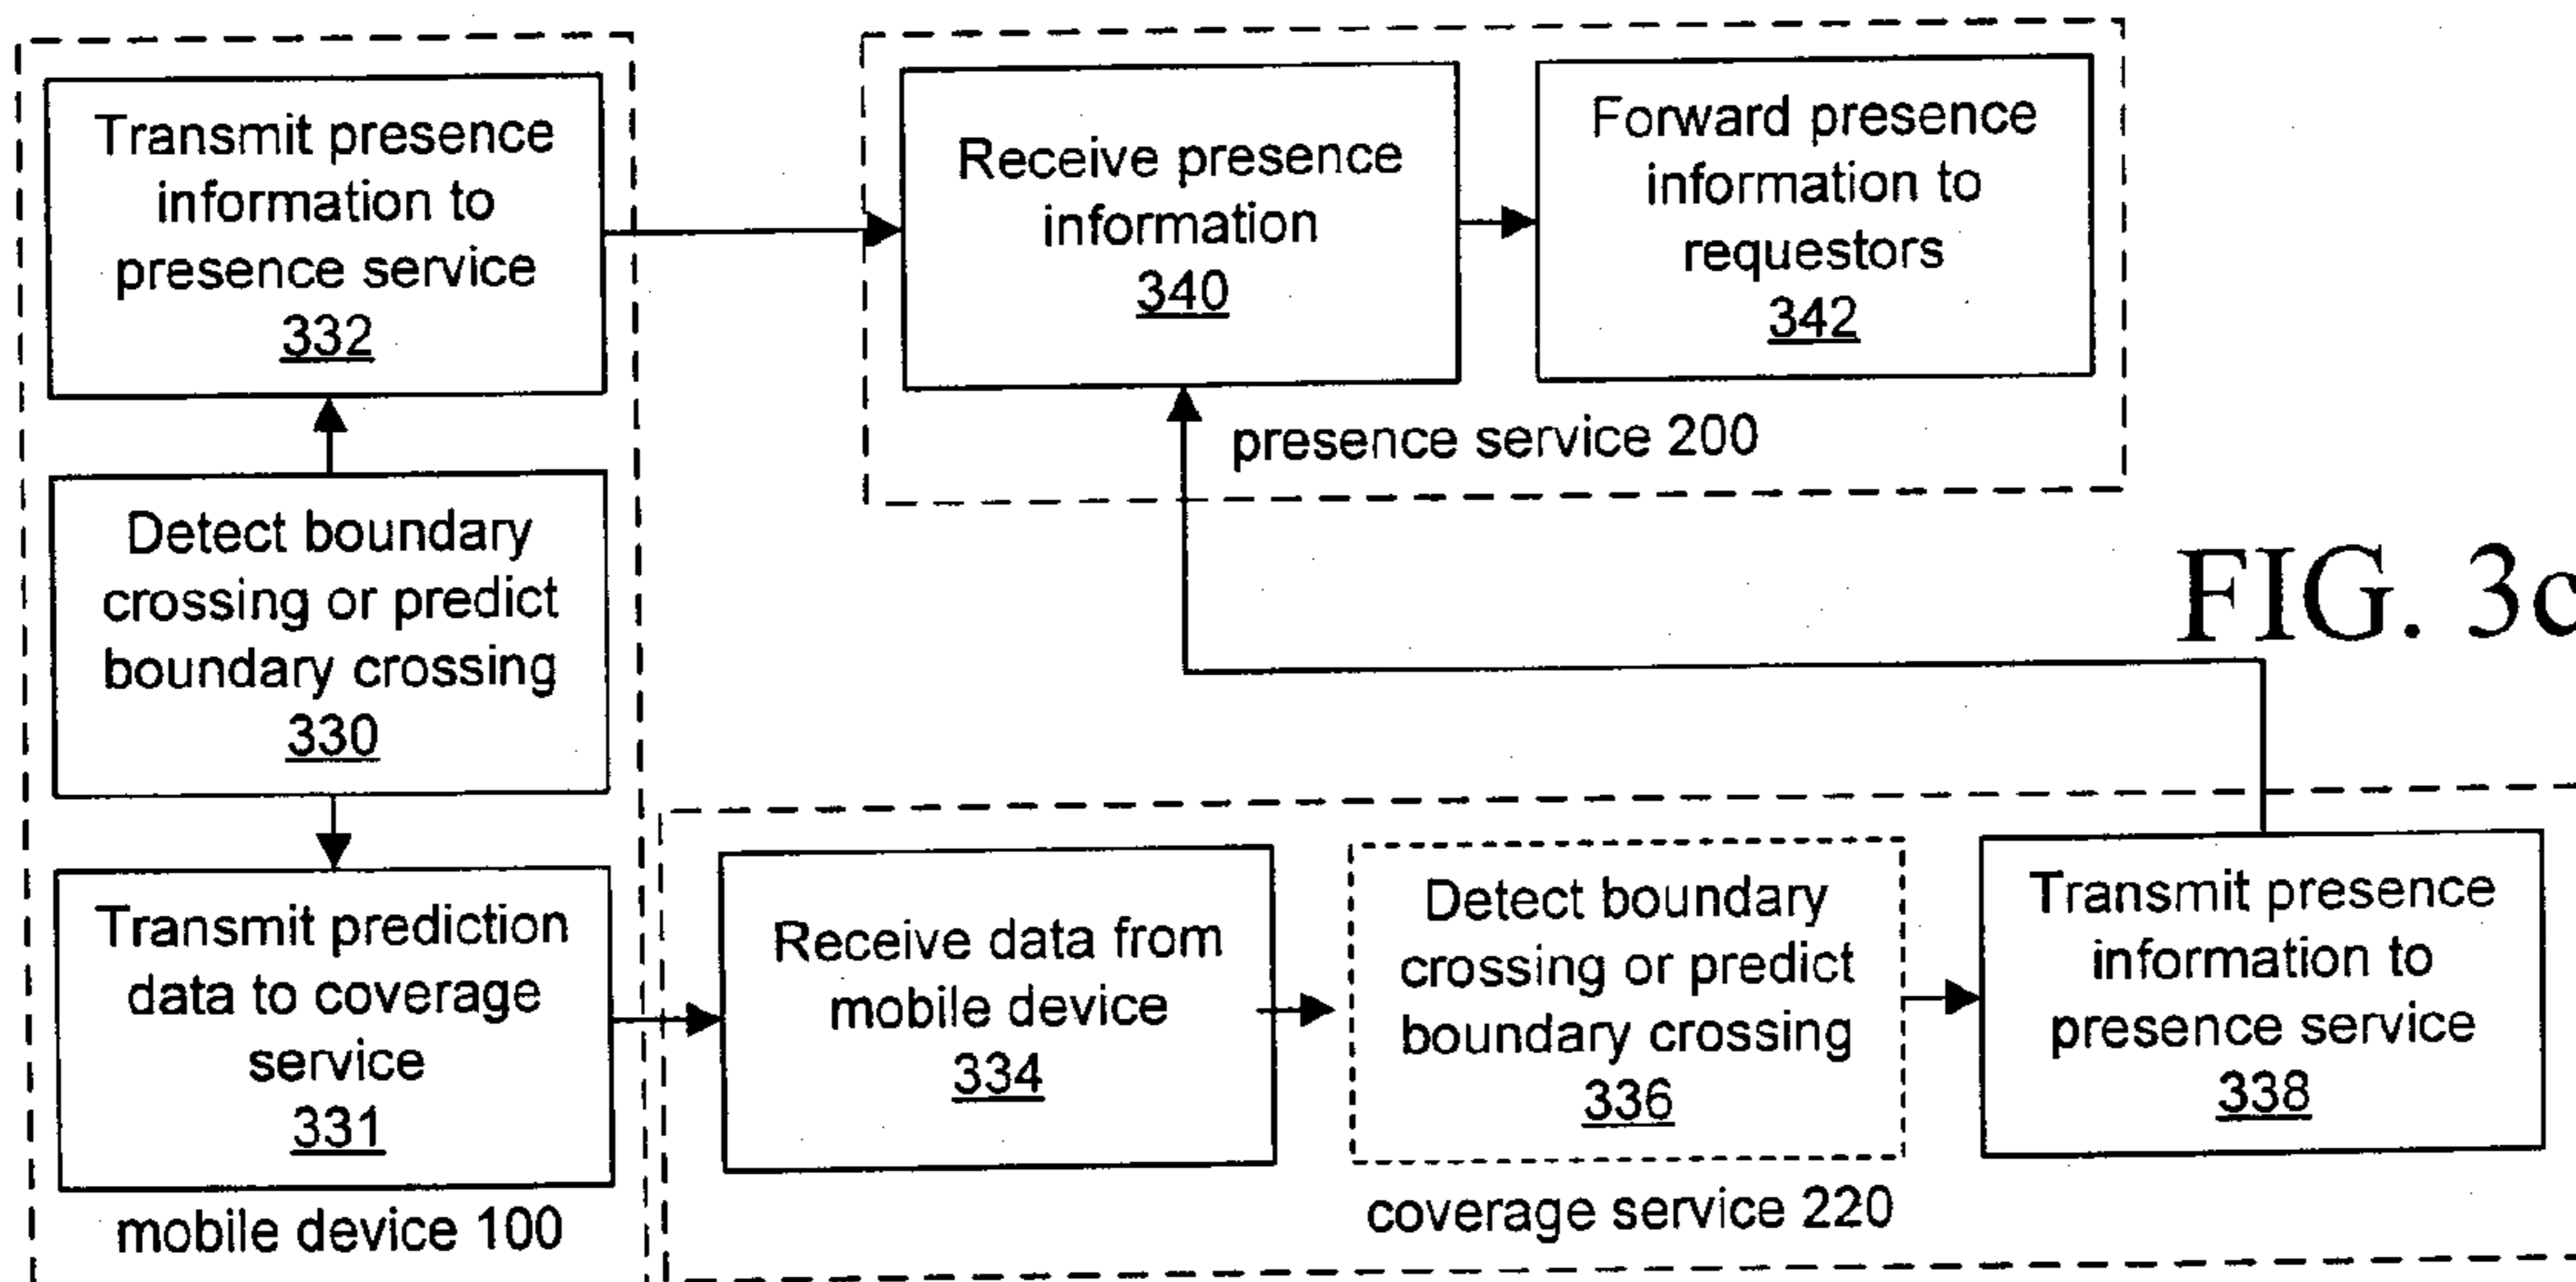 Transmit presence
information to
presence service
332
Receive presence
information
340
Forward presence
information to
requestors
342
presence service 200
Detect boundary
crossing or predict
boundary crossing
330
FIG. 3c
Transmit prediction
data to coverage
service
331
mobile device 100
Receive data from
mobile device
334
Detect boundary
crossing or predict
boundary crossing
336
Transmit presence
information to
presence service
338
coverage service 220